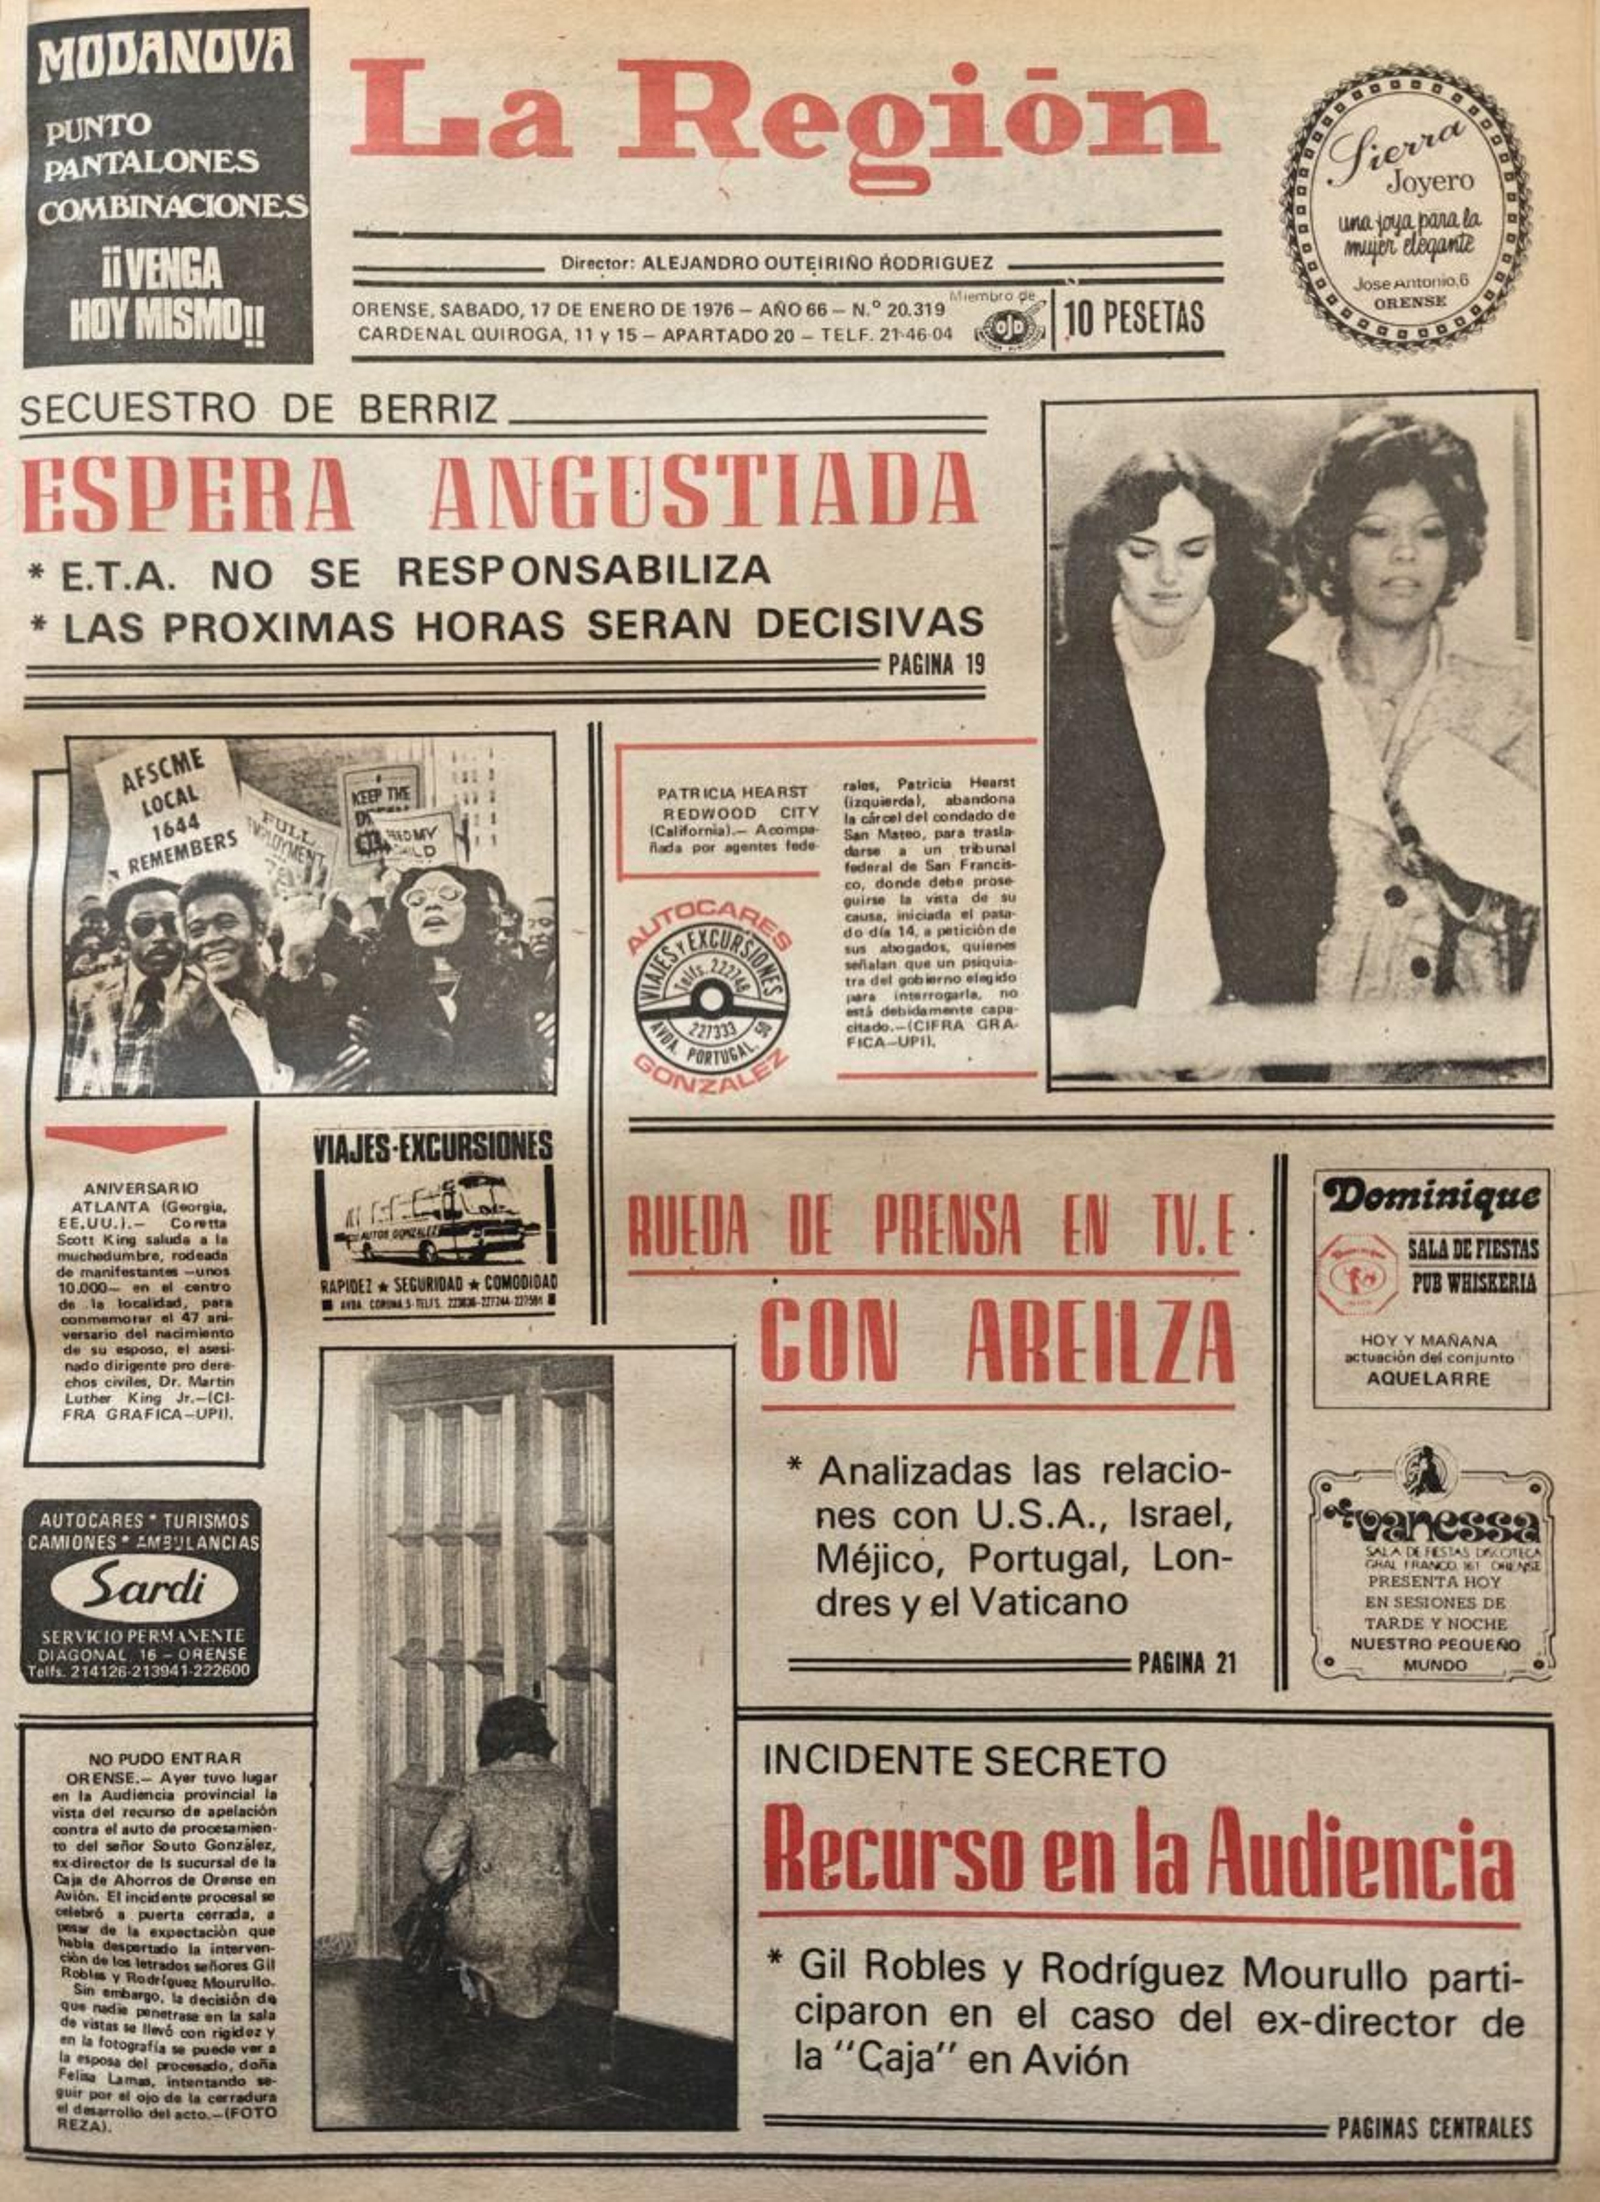 MODANOVA
PUNTO
PANTALONES
COMBINACIONES
¡¡VENGA
HOY MISMO!!
La Región
Director: ALEJANDRO OUTEIRIÑO RODRIGUEZ
ORENSE, SABADO, 17 DE ENERO DE 1976 – AÑO 66 – N.º 20.319
CARDENAL QUIROGA, 11 y 15 – APARTADO 20 – TELF. 21-46-04
Miembro de
OJD
10 PESETAS
Sierra
Joyero
una joya para la
mujer elegante
Jose Antonio,6
ORENSE
SECUESTRO DE BERRIZ
ESPERA ANGUSTIADA
* E.T.A. NO SE RESPONSABILIZA
* LAS PROXIMAS HORAS SERAN DECISIVAS
PAGINA 19
AFSCME
LOCAL
1644
REMEMBERS
FULL
EMPLOYMENT
KEEP THE
PATRICIA HEARST
REDWOOD CITY
(California).– Acompa-
ñada por agentes fede-
rales, Patricia Hearst
(izquierda), abandona
la cárcel del condado de
San Mateo, para trasla-
darse a un tribunal
federal de San Francis-
co, donde debe prose-
guirse la vista de su
causa, iniciada el pasa-
do día 14, a petición de
sus abogados, quienes
señalan que un psiquia-
tra del gobierno elegido
para interrogarla, no
está debidamente capa-
citado.–(CIFRA GRA-
FICA–UPI).
AUTOCARES
VIAJES Y EXCURSIONES
Telfs. 222746
227333
AVDA. PORTUGAL, 50
GONZALEZ
ANIVERSARIO
ATLANTA (Georgia,
EE.UU.).– Coretta
Scott King saluda a la
muchedumbre, rodeada
de manifestantes –unos
10.000– en el centro
de la localidad, para
conmemorar el 47 ani-
versario del nacimiento
de su esposo, el asesi-
nado dirigente pro dere-
chos civiles, Dr. Martin
Luther King Jr.–(CI-
FRA GRAFICA–UPI).
VIAJES-EXCURSIONES
AUTOS GONZALEZ
RAPIDEZ ★ SEGURIDAD ★ COMODIDAD
AVDA. CORUÑA, 5
RUEDA DE PRENSA EN TV.E.
CON AREILZA
* Analizadas las relacio-
nes con U.S.A., Israel,
Méjico, Portugal, Lon-
dres y el Vaticano
PAGINA 21
Dominique
SALA DE FIESTAS
PUB WHISKERIA
HOY Y MAÑANA
actuación del conjunto
AQUELARRE
vanessa
SALA DE FIESTAS DISCOTECA
GRAL FRANCO, 161 ORENSE
PRESENTA HOY
EN SESIONES DE
TARDE Y NOCHE
NUESTRO PEQUEÑO
MUNDO
AUTOCARES * TURISMOS
CAMIONES * AMBULANCIAS
Sardi
SERVICIO PERMANENTE
DIAGONAL 16 – ORENSE
Telfs. 214126-213941-222600
NO PUDO ENTRAR
ORENSE.– Ayer tuvo lugar
en la Audiencia provincial la
vista del recurso de apelación
contra el auto de procesamien-
to del señor Souto González,
ex-director de ls sucursal de la
Caja de Ahorros de Orense en
Avión. El incidente procesal se
celebró a puerta cerrada, a
pesar de la expectación que
había despertado la interven-
ción de los letrados señores Gil
Robles y Rodríguez Mourullo.
Sin embargo, la decisión de
que nadie penetrase en la sala
de vistas se llevó con rigidez y
en la fotografía se puede ver a
la esposa del procesado, doña
Felisa Lamas, intentando se-
guir por el ojo de la cerradura
el desarrollo del acto.–(FOTO
REZA).
INCIDENTE SECRETO
Recurso en la Audiencia
* Gil Robles y Rodríguez Mourullo parti-
ciparon en el caso del ex-director de
la "Caja" en Avión
PAGINAS CENTRALES